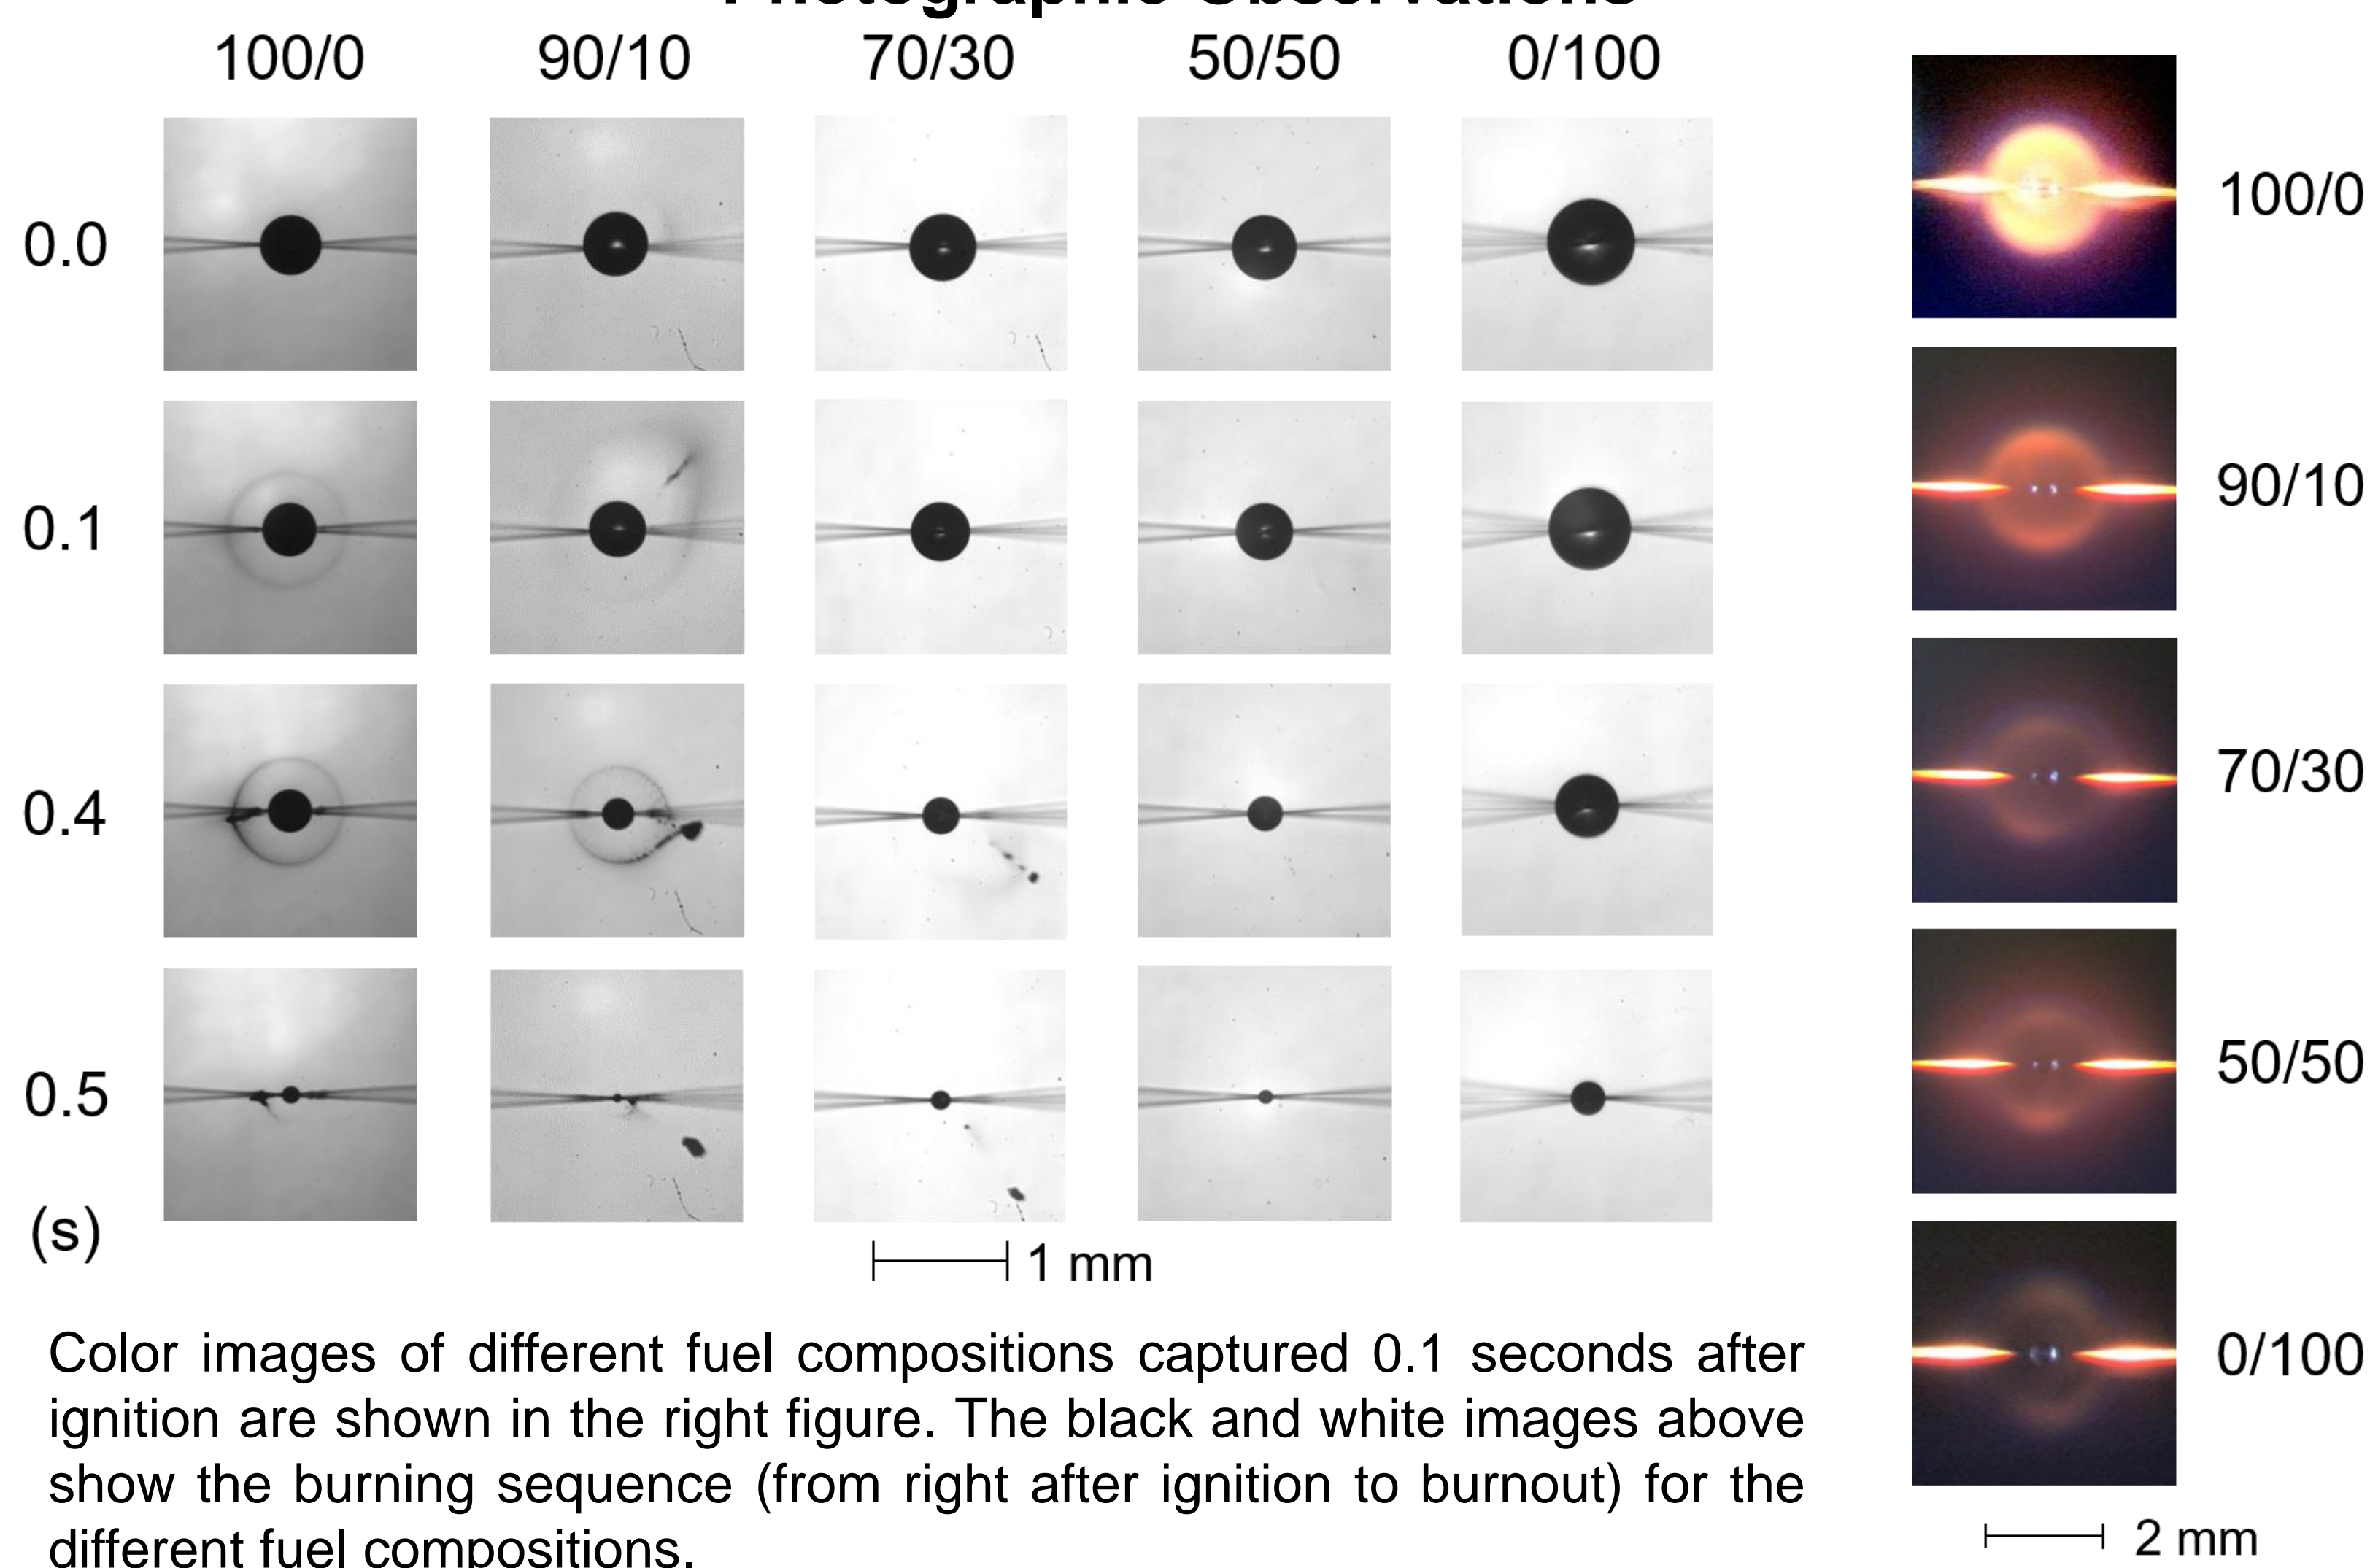 Photographic Observations
100/0 90/10 70/30 50/50 0/100
0.0
0.1
0.4
0.5
(s)
1 mm
100/0
90/10
70/30
50/50
0/100
2 mm
Color images of different fuel compositions captured 0.1 seconds after
ignition are shown in the right figure. The black and white images above
show the burning sequence (from right after ignition to burnout) for the
different fuel compositions.